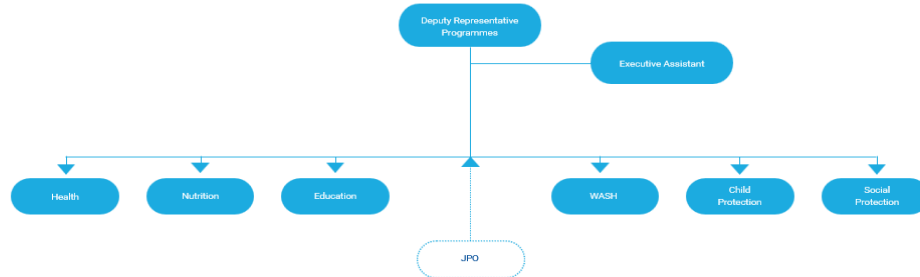 Deputy Representative
Programmes
Executive Assistant
Health
Nutrition
Education
WASH
Child
Protection
Social
Protection
JPO